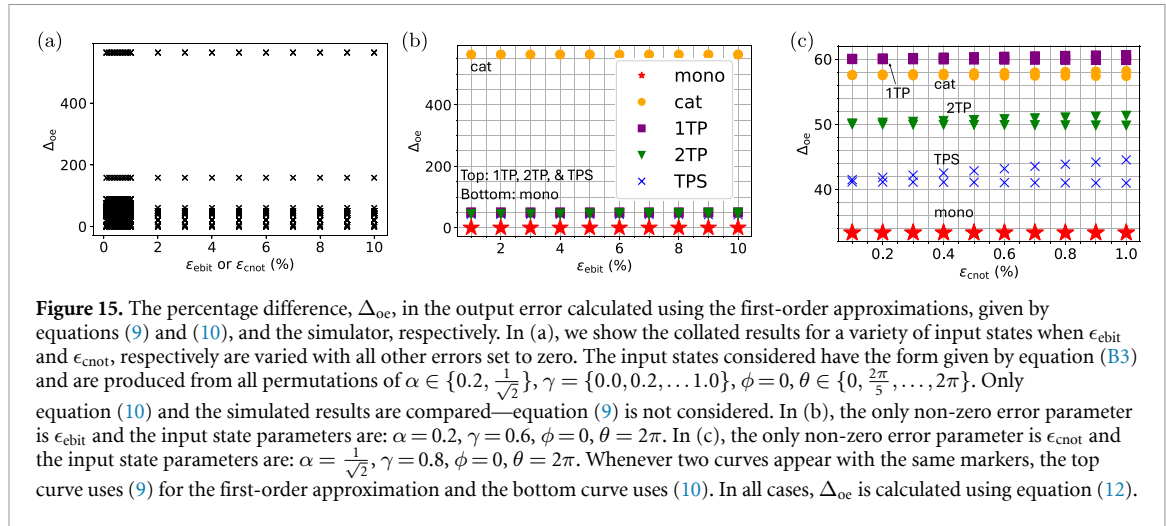 (a)
(b)
(c)
Δoe
400
200
0
0
2
4
6
8
10
εebit or εcnot (%)
Δoe
400
200
0
cat
mono
cat
1TP
2TP
TPS
Top: 1TP, 2TP, & TPS
Bottom: mono
2
4
6
8
10
εebit (%)
Δoe
60
50
40
1TP
cat
2TP
TPS
mono
0.2
0.4
0.6
0.8
1.0
εcnot (%)
Figure 15. The percentage difference, Δoe, in the output error calculated using the first-order approximations, given by
equations (9) and (10), and the simulator, respectively. In (a), we show the collated results for a variety of input states when ϵebit
and ϵcnot, respectively are varied with all other errors set to zero. The input states considered have the form given by equation (B3)
and are produced from all permutations of α ∈ {0.2, 1/√2}, γ = {0.0, 0.2, … 1.0}, ϕ = 0, θ ∈ {0, 2π/5, …, 2π}. Only
equation (10) and the simulated results are compared—equation (9) is not considered. In (b), the only non-zero error parameter
is ϵebit and the input state parameters are: α = 0.2, γ = 0.6, ϕ = 0, θ = 2π. In (c), the only non-zero error parameter is ϵcnot and
the input state parameters are: α = 1/√2, γ = 0.8, ϕ = 0, θ = 2π. Whenever two curves appear with the same markers, the top
curve uses (9) for the first-order approximation and the bottom curve uses (10). In all cases, Δoe is calculated using equation (12).